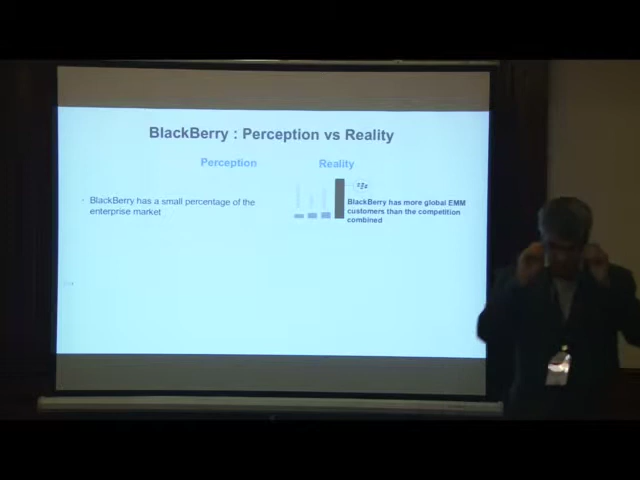 BlackBerry : Perception vs Reality
Perception
Reality
BlackBerry has a small percentage of the
enterprise market
BlackBerry has more global EMM
customers than the competition
combined